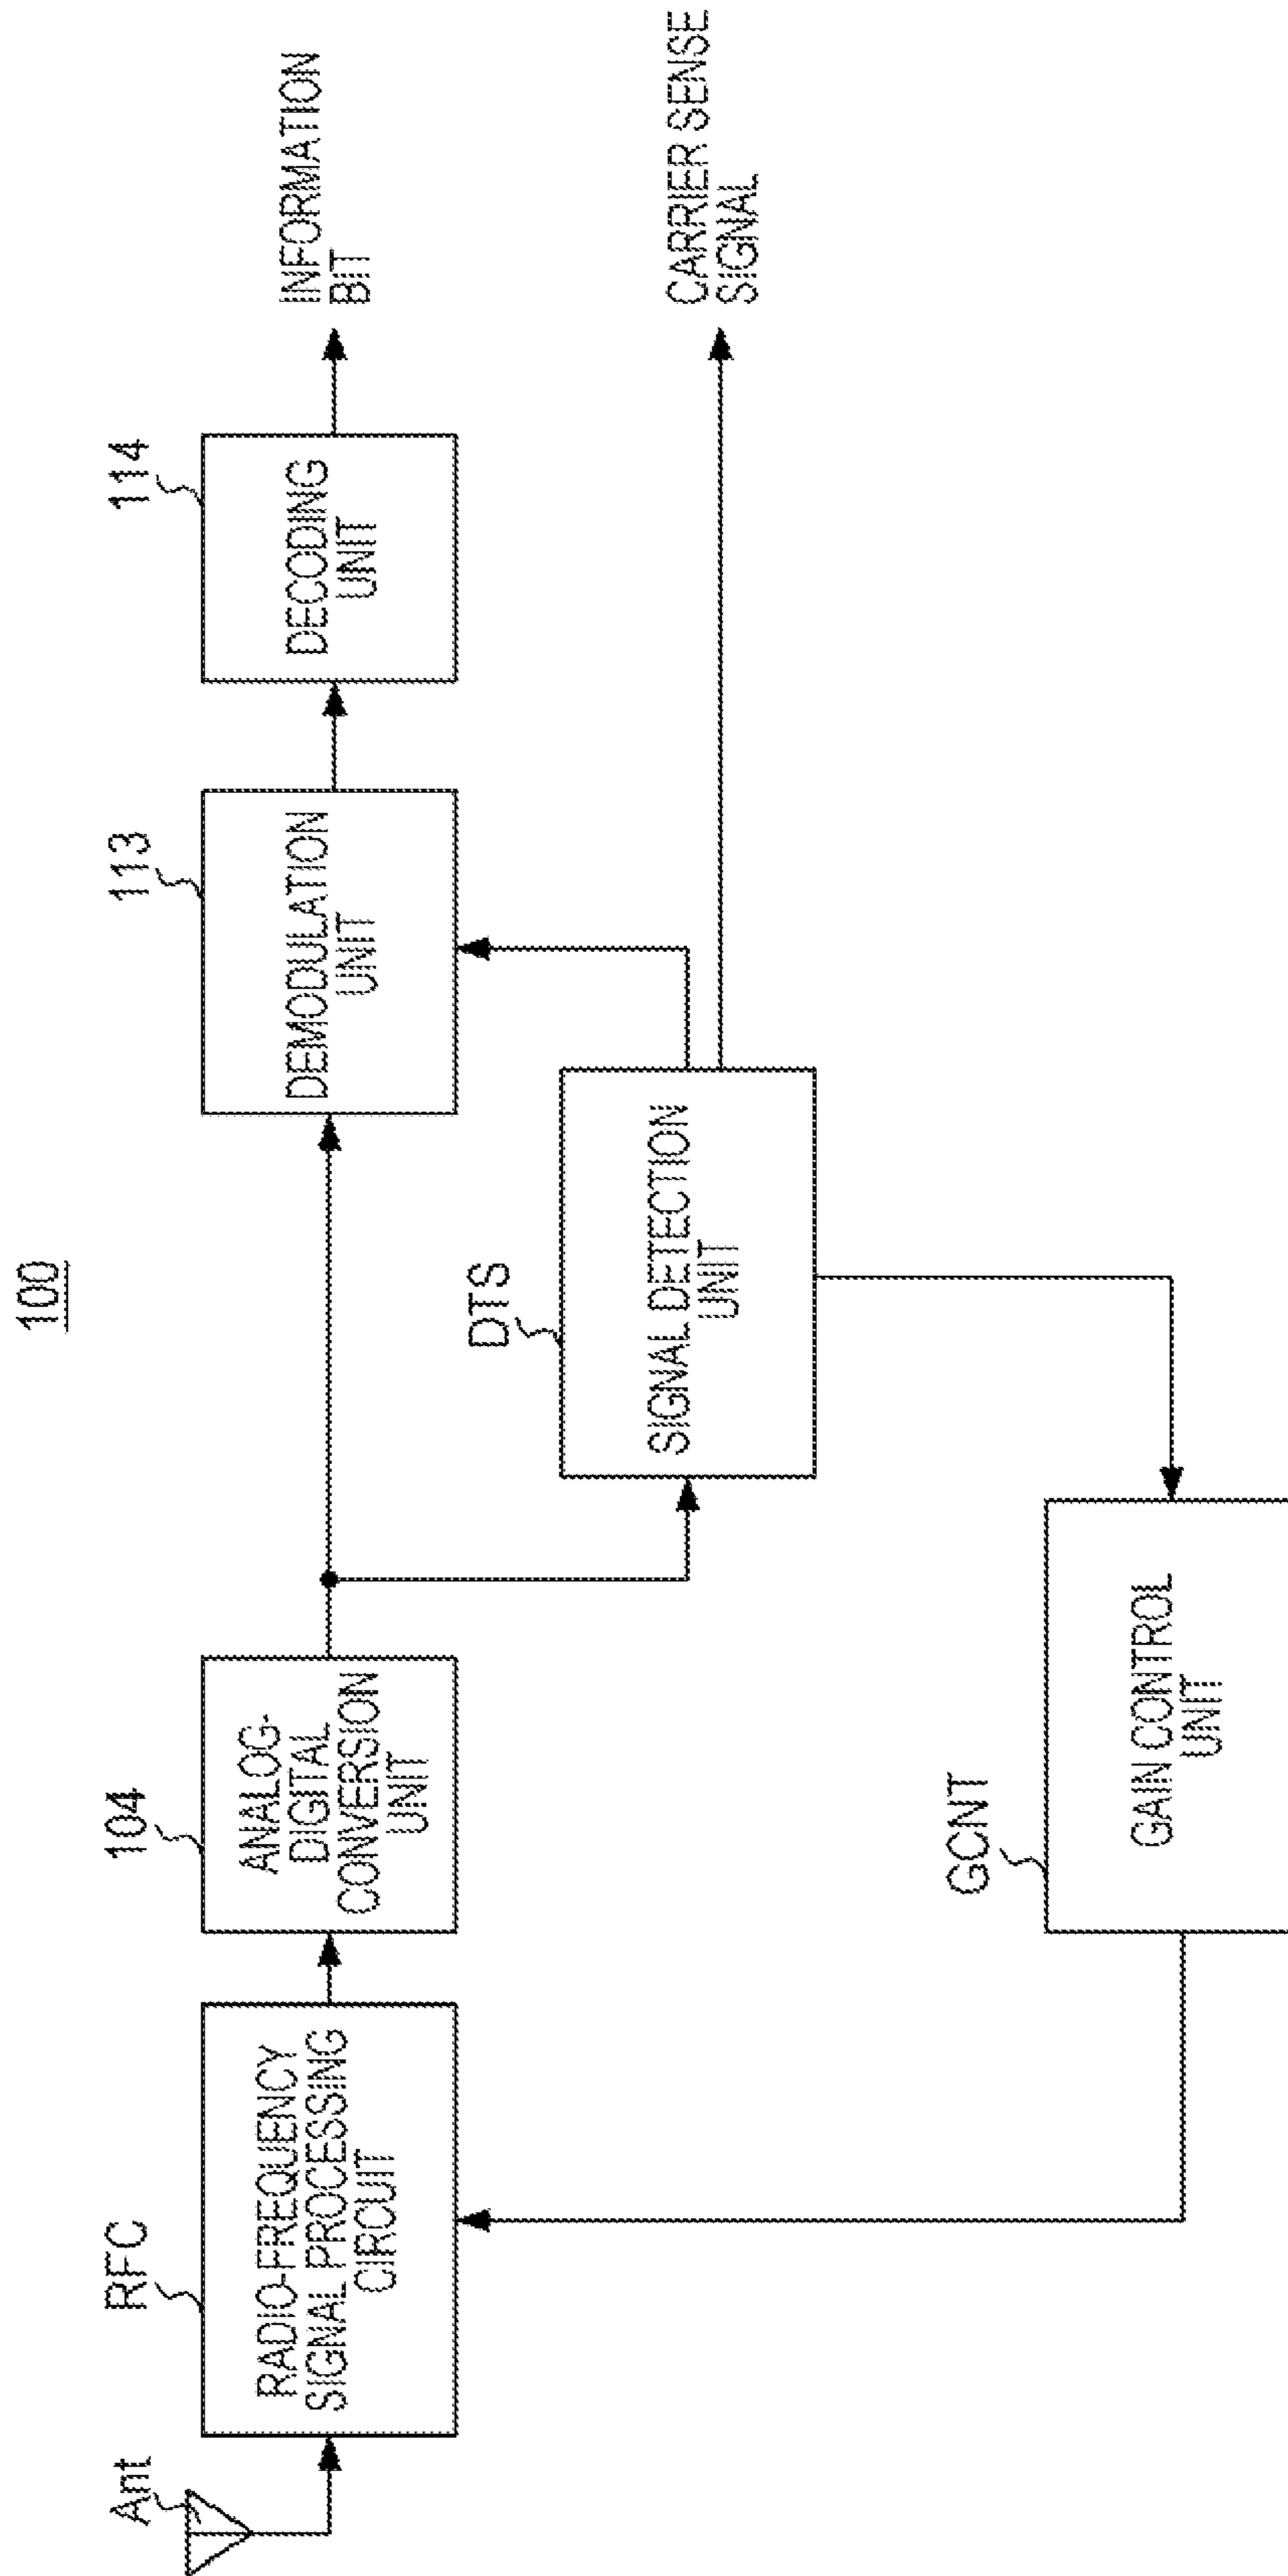 100
Ant
RFC
RADIO-FREQUENCY
SIGNAL PROCESSING
CIRCUIT
104
ANALOG-
DIGITAL
CONVERSION
UNIT
113
DEMODULATION
UNIT
114
DECODING
UNIT
INFORMATION
BIT
DTS
SIGNAL DETECTION
UNIT
CARRIER SENSE
SIGNAL
GCNT
GAIN CONTROL
UNIT